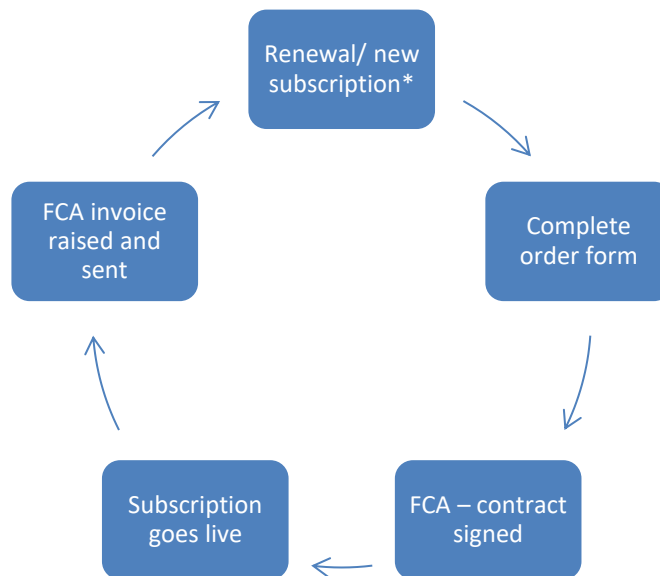 Renewal/ new
subscription*
Complete
order form
FCA – contract
signed
Subscription
goes live
FCA invoice
raised and
sent